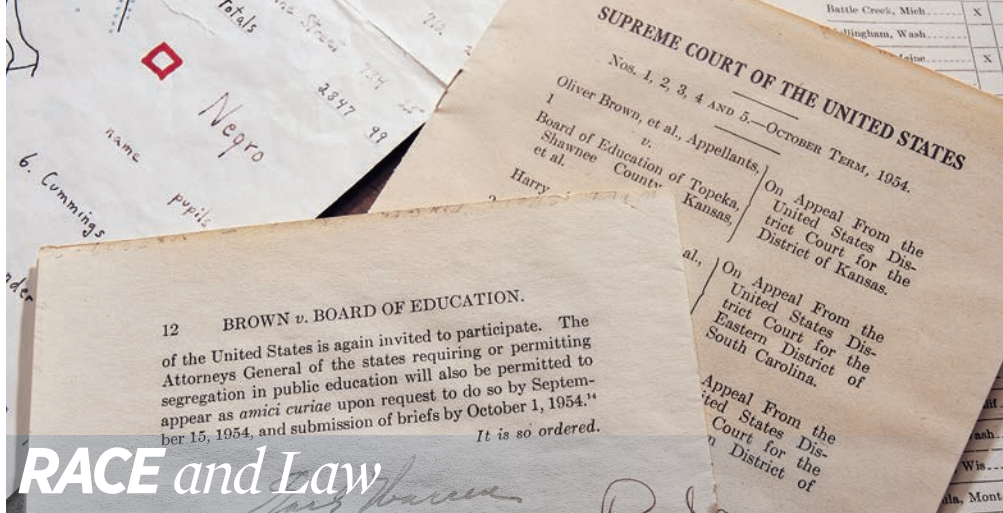 Totals
Street
Negro
2847 99
name
pupils
6. Cummings
Battle Creek, Mich. X
Wash.
X
SUPREME COURT OF THE UNITED STATES
Nos. 1, 2, 3, 4 AND 5.—OCTOBER TERM, 1954.
Oliver Brown, et al., Appellants,
1
v.
Board of Education of Topeka,
Shawnee County, Kansas,
et al.
On Appeal From the
United States Dis-
trict Court for the
District of Kansas.
Harry
al.,
On Appeal From the
United States Dis-
trict Court for the
Eastern District of
South Carolina.
Appeal From the
ited States Dis-
Court for the
District of
Wis.
Mont
12 BROWN v. BOARD OF EDUCATION.
of the United States is again invited to participate. The
Attorneys General of the states requiring or permitting
segregation in public education will also be permitted to
appear as amici curiae upon request to do so by Septem-
ber 15, 1954, and submission of briefs by October 1, 1954.¹⁴
It is so ordered.
Earl Warren
RACE and Law